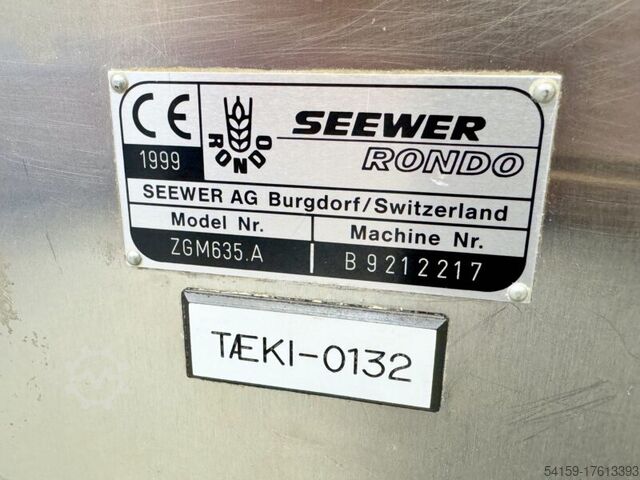 CE
1999
RONDO
SEEWER
RONDO
SEEWER AG Burgdorf/Switzerland
Model Nr.
Machine Nr.
ZGM635.A
B9212217
TÆKI-0132
54159-17613393